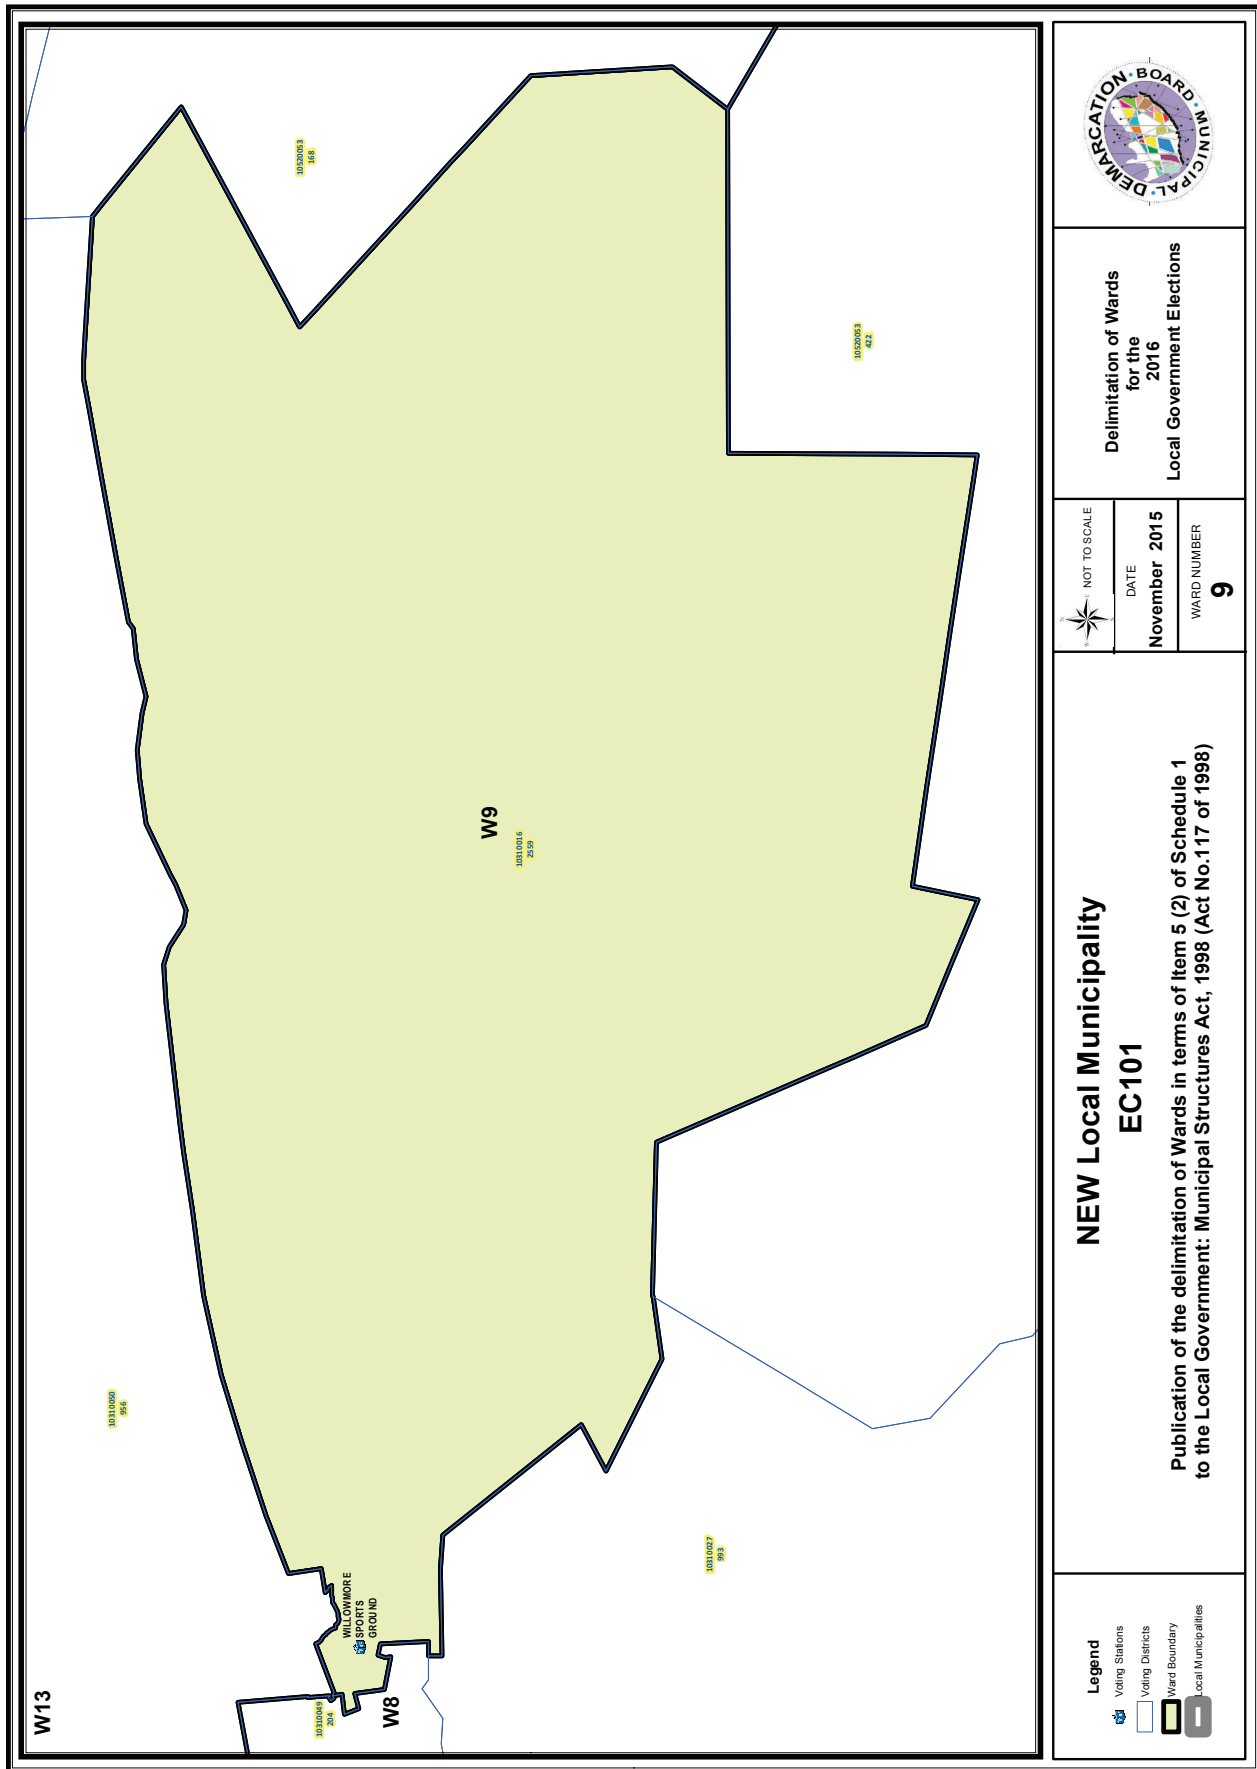 W13
10310050
956
10520053
168
10310049
204
WILLOWMORE
SPORTS
GROUND
W8
W9
10310016
2559
10310027
993
10520053
422
Legend
Voting Stations
Voting Districts
Ward Boundary
Local Municipalities
NEW Local Municipality
EC101
Publication of the delimitation of Wards in terms of Item 5 (2) of Schedule 1
to the Local Government: Municipal Structures Act, 1998 (Act No.117 of 1998)
N
W
E
S
NOT TO SCALE
DATE
November 2015
WARD NUMBER
9
Delimitation of Wards
for the
2016
Local Government Elections
MUNICIPAL • DEMARCATION • BOARD •